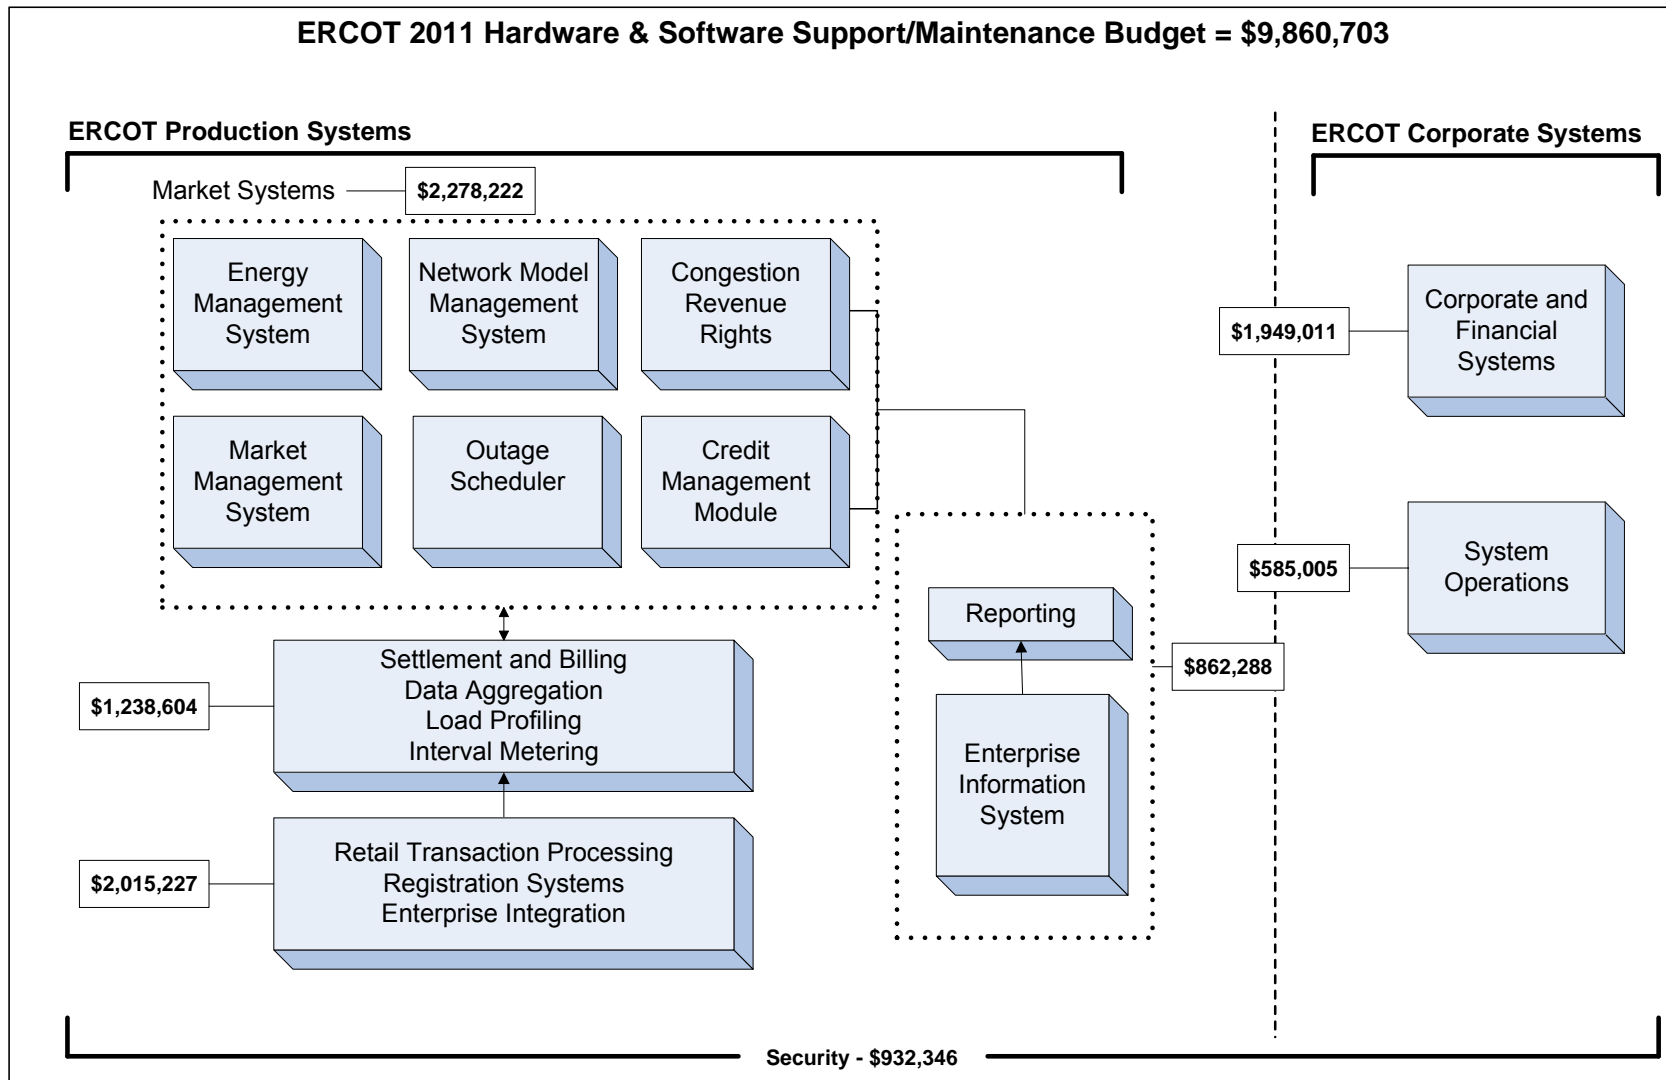 ERCOT 2011 Hardware & Software Support/Maintenance Budget = $9,860,703
ERCOT Production Systems
ERCOT Corporate Systems
Market Systems
$2,278,222
Energy
Management
System
Network Model
Management
System
Congestion
Revenue
Rights
Market
Management
System
Outage
Scheduler
Credit
Management
Module
$1,949,011
Corporate and
Financial
Systems
$585,005
System
Operations
Reporting
$862,288
Enterprise
Information
System
$1,238,604
Settlement and Billing
Data Aggregation
Load Profiling
Interval Metering
$2,015,227
Retail Transaction Processing
Registration Systems
Enterprise Integration
Security - $932,346